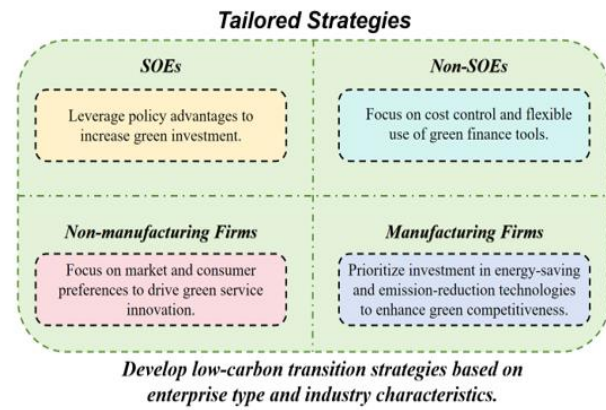 Tailored Strategies
SOEs
Leverage policy advantages to
increase green investment.
Non-SOEs
Focus on cost control and flexible
use of green finance tools.
Non-manufacturing Firms
Focus on market and consumer
preferences to drive green service
innovation.
Manufacturing Firms
Prioritize investment in energy-saving
and emission-reduction technologies
to enhance green competitiveness.
Develop low-carbon transition strategies based on
enterprise type and industry characteristics.